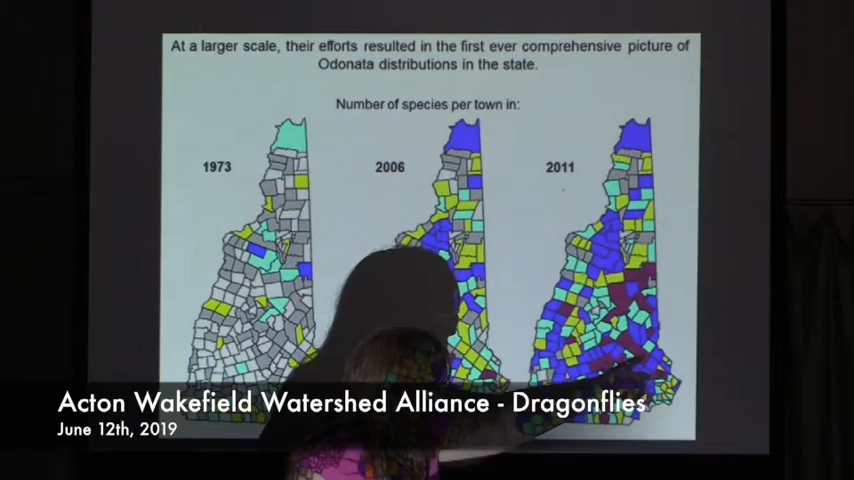 At a larger scale, their efforts resulted in the first ever comprehensive picture of
Odonata distributions in the state.
Number of species per town in:
1973
2006
2011
Acton Wakefield Watershed Alliance - Dragonflies
June 12th, 2019